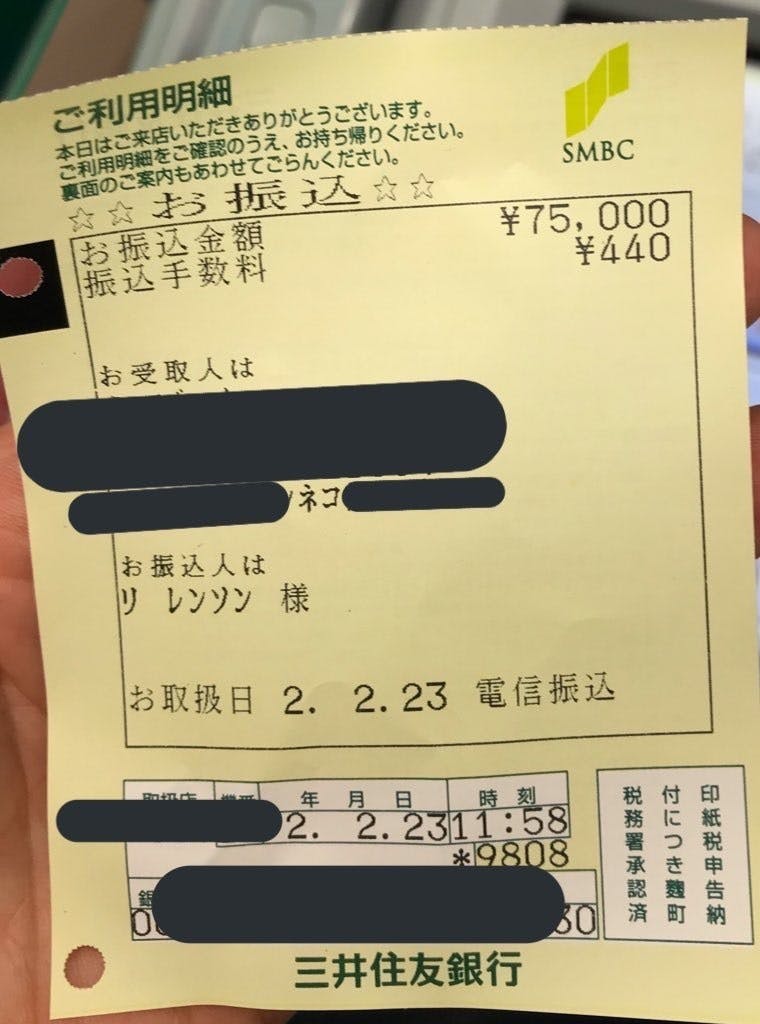 ご利用明細
本日はご来店いただきありがとうございます。
ご利用明細をご確認のうえ、お持ち帰りください。
裏面のご案内もあわせてごらんください。
SMBC
☆☆お振込☆☆
お振込金額 ¥75,000
振込手数料 ¥440
お受取人は
ネコ
お振込人は
リ レンソン 様
お取扱日 2. 2.23 電信振込
年 月 日 時 刻
2. 2.23 11:58
*9808
印紙税申告納
付につき麹町
税務署承認済
三井住友銀行